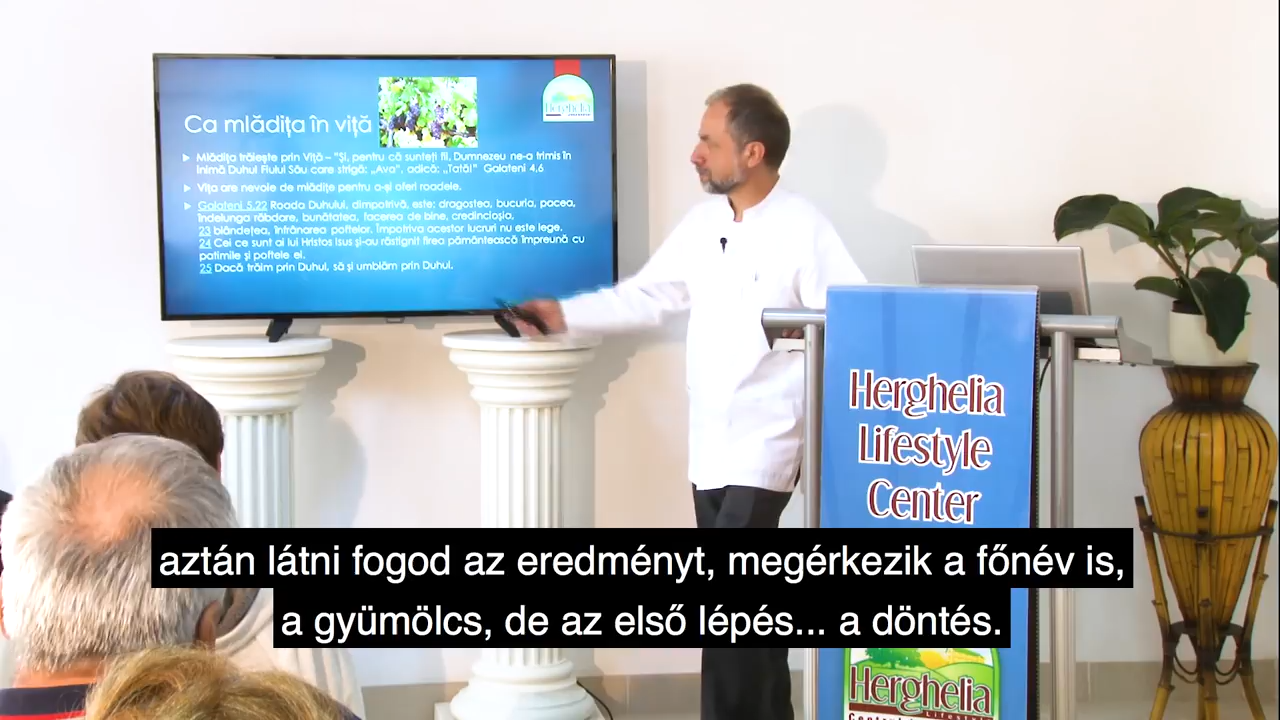 Ca mlădița în viță
Herghelia
Mlădița trăiește prin Viță – "Și, pentru că sunteți fii, Dumnezeu ne-a trimis în
inimă Duhul Fiului Său care strigă: „Ava", adică: „Tată!" Galateni 4,6
Vița are nevoie de mlădițe pentru a-și oferi roadele.
Galateni 5.22 Roada Duhului, dimpotrivă, este: dragostea, bucuria, pacea,
îndelunga răbdare, bunătatea, facerea de bine, credincioșia,
23 blândețea, înfrânarea poftelor. Împotriva acestor lucruri nu este lege.
24 Cei ce sunt ai lui Hristos Isus și-au răstignit firea pământească împreună cu
patimile și poftele ei.
25 Dacă trăim prin Duhul, să și umblăm prin Duhul.
Herghelia
Lifestyle
Center
aztán látni fogod az eredményt, megérkezik a főnév is,
a gyümölcs, de az első lépés... a döntés.
Herghelia
Lifestyle